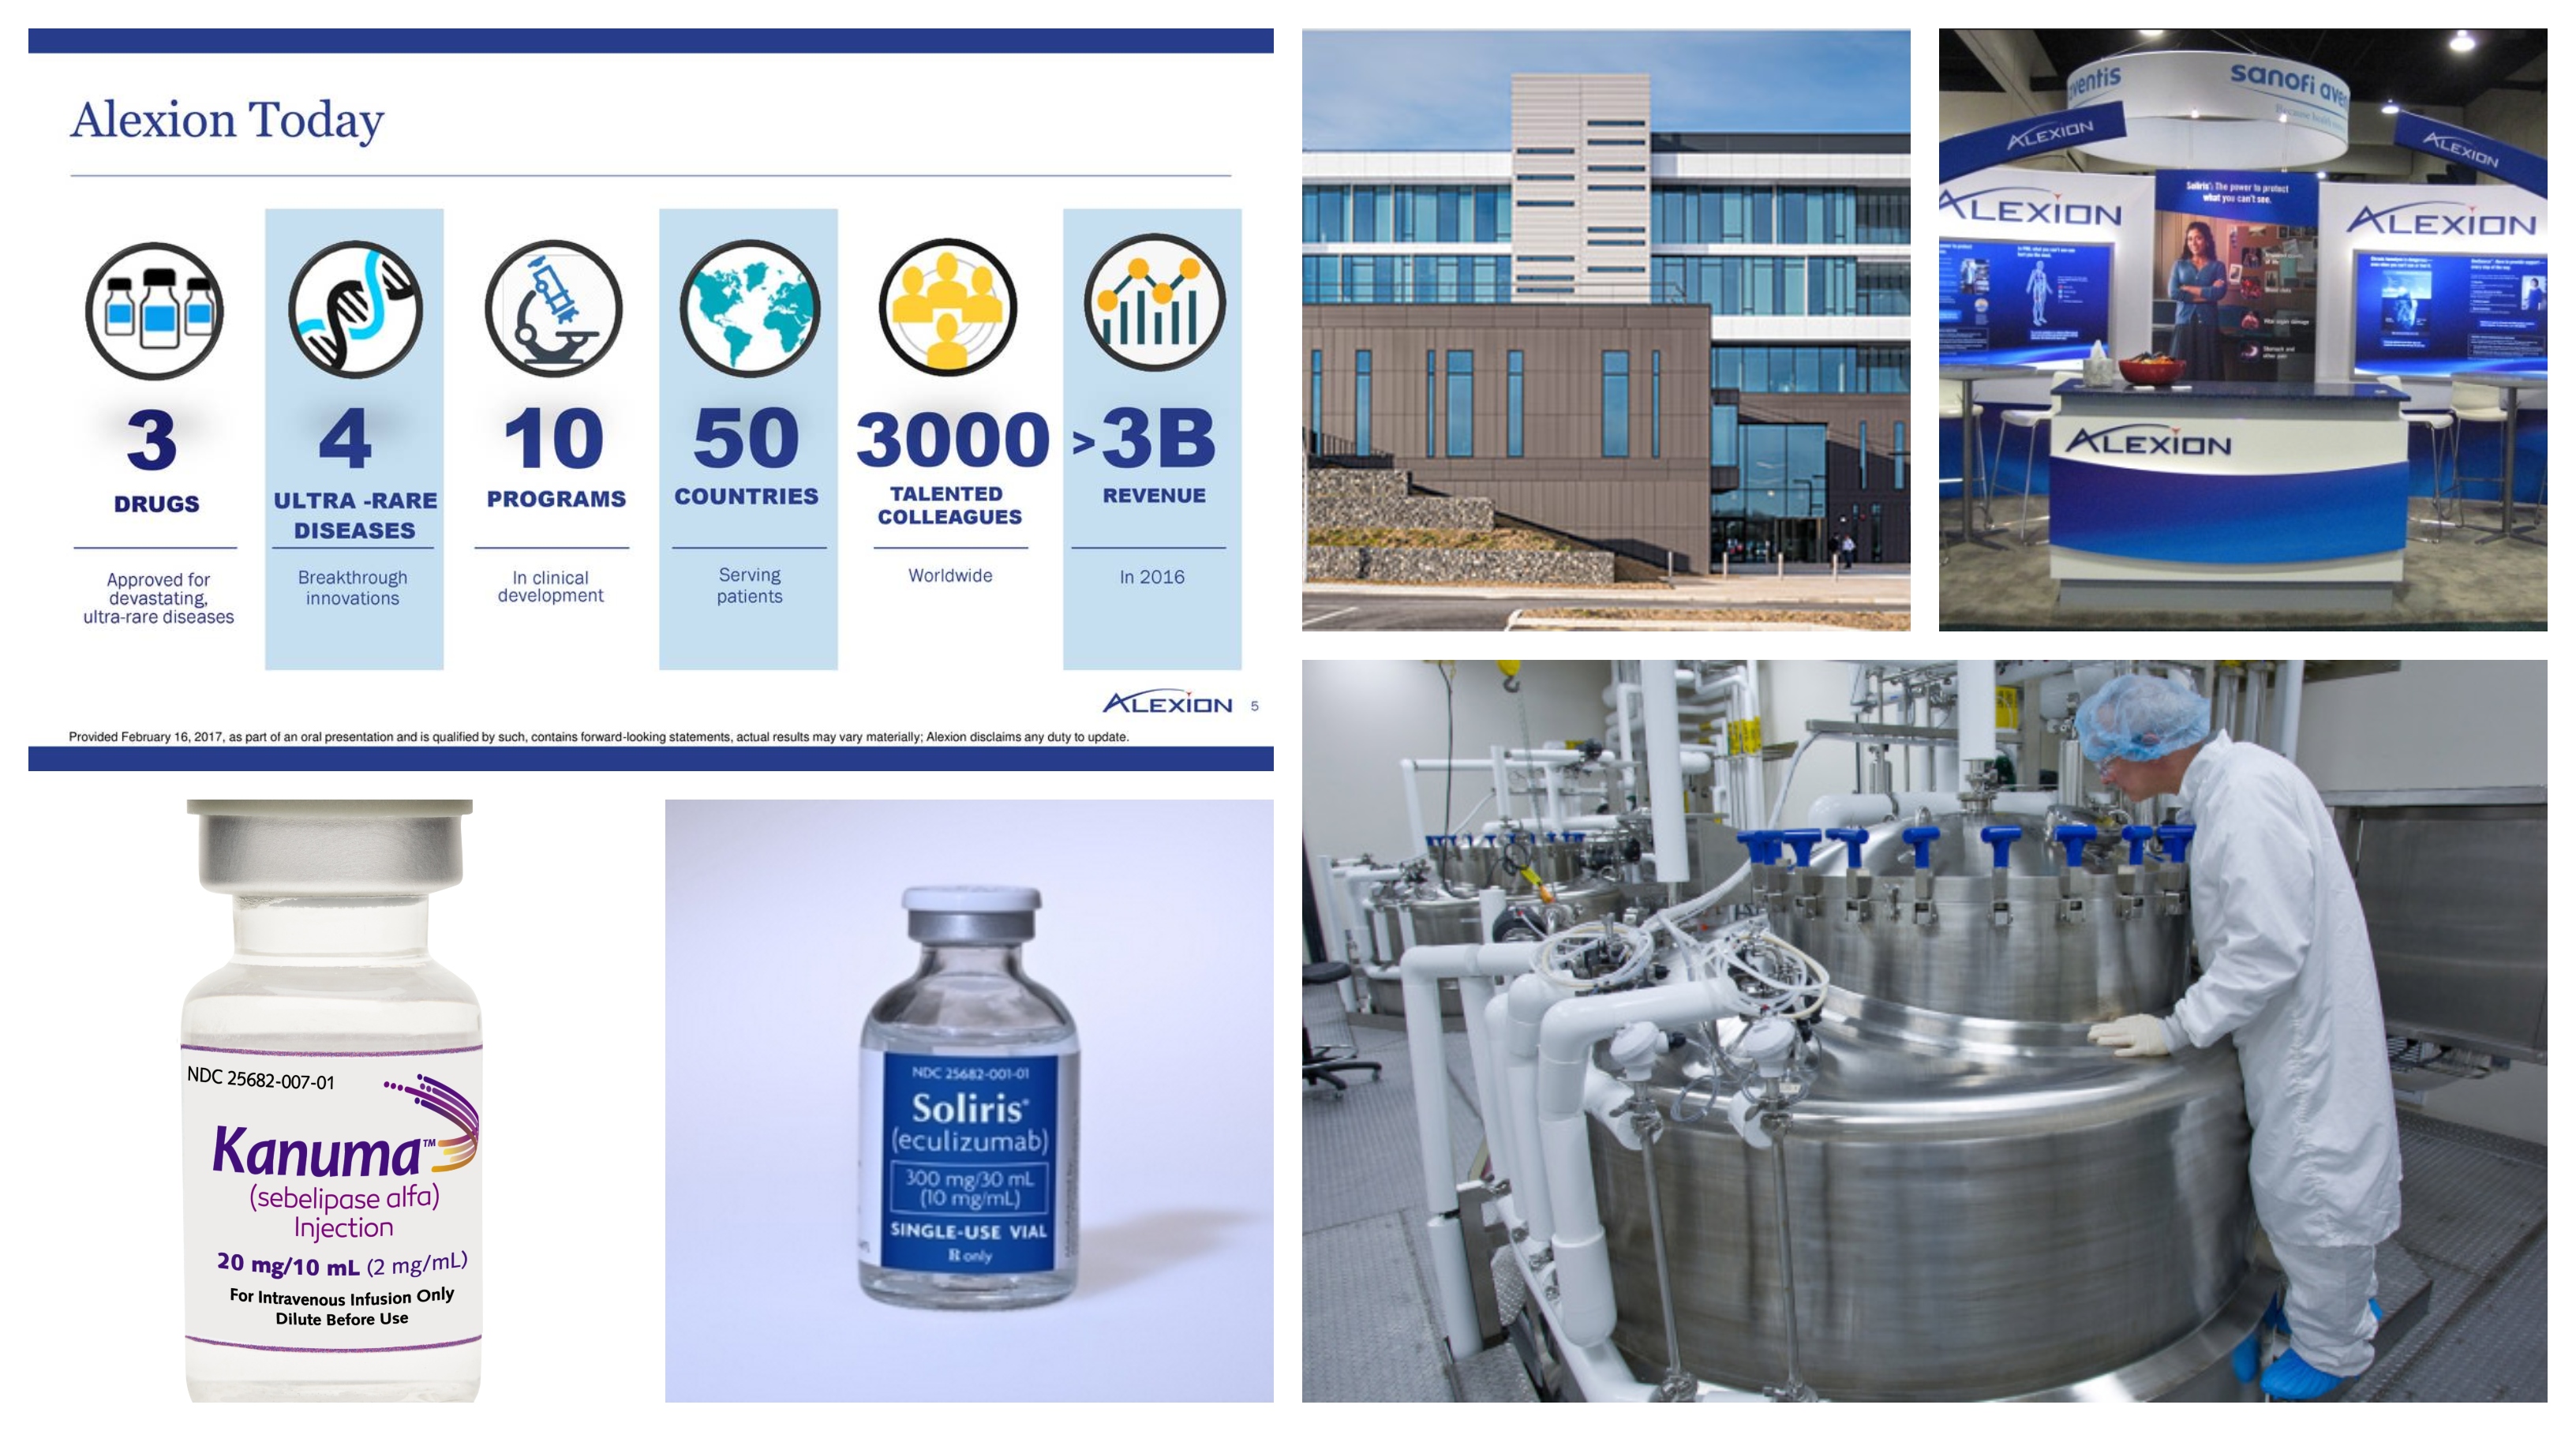 Alexion Today
3
DRUGS
Approved for
devastating,
ultra-rare diseases
4
ULTRA -RARE
DISEASES
Breakthrough
innovations
10
PROGRAMS
In clinical
development
50
COUNTRIES
Serving
patients
3000
TALENTED
COLLEAGUES
Worldwide
>3B
REVENUE
In 2016
ALEXION 5
Provided February 16, 2017, as part of an oral presentation and is qualified by such, contains forward-looking statements, actual results may vary materially; Alexion disclaims any duty to update.
ventis
sanofi aven
Because health
ALEXION
ALEXION
ALEXION
Soliris®: The power to protect
what you can't see.
ALEXION
ALEXION
NDC 25682-007-01
Kanuma™
(sebelipase alfa)
Injection
20 mg/10 mL (2 mg/mL)
For Intravenous Infusion Only
Dilute Before Use
NDC 25682-001-01
Soliris®
(eculizumab)
300 mg/30 mL
(10 mg/mL)
SINGLE-USE VIAL
℞ only